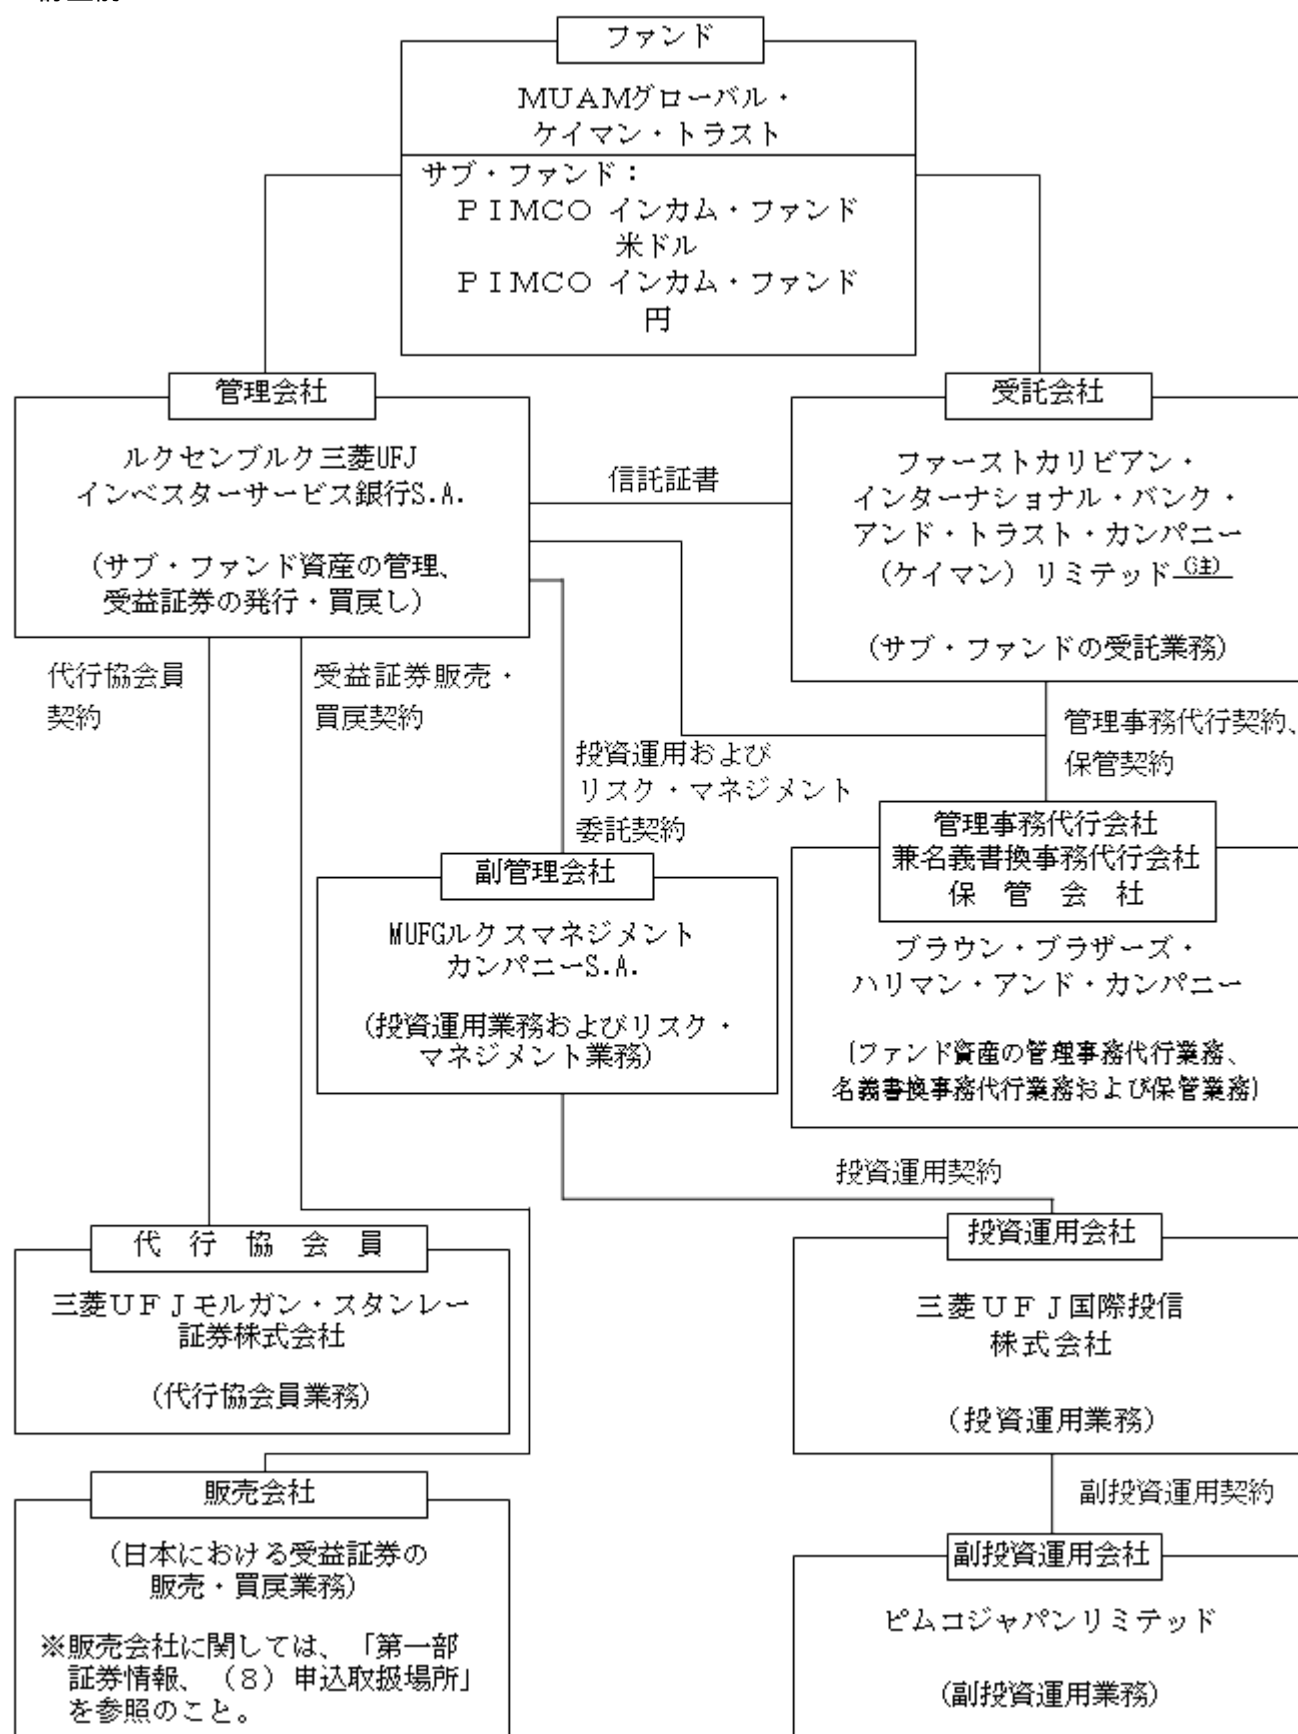 ファンド
MUAMグローバル・
ケイマン・トラスト
サブ・ファンド：
ＰＩＭＣＯ インカム・ファンド
米ドル
ＰＩＭＣＯ インカム・ファンド
円
管理会社
ルクセンブルク三菱UFJ
インベスターサービス銀行S.A.
(サブ・ファンド資産の管理、
受益証券の発行・買戻し)
信託証書
受託会社
ファーストカリビアン・
インターナショナル・バンク・
アンド・トラスト・カンパニー
（ケイマン）リミテッド(注)
(サブ・ファンドの受託業務)
代行協会員
契約
受益証券販売・
買戻契約
投資運用および
リスク・マネジメント
委託契約
管理事務代行契約、
保管契約
副管理会社
MUFGルクスマネジメント
カンパニーS.A.
(投資運用業務およびリスク・
マネジメント業務)
管理事務代行会社
兼名義書換事務代行会社
保　管　会　社
ブラウン・ブラザーズ・
ハリマン・アンド・カンパニー
(ファンド資産の管理事務代行業務、
名義書換事務代行業務および保管業務)
投資運用契約
代　行　協　会　員
三菱ＵＦＪモルガン・スタンレー
証券株式会社
(代行協会員業務)
投資運用会社
三菱ＵＦＪ国際投信
株式会社
(投資運用業務)
販売会社
(日本における受益証券の
販売・買戻業務)
※販売会社に関しては、「第一部
証券情報、（8）申込取扱場所」
を参照のこと。
副投資運用契約
副投資運用会社
ピムコジャパンリミテッド
(副投資運用業務)